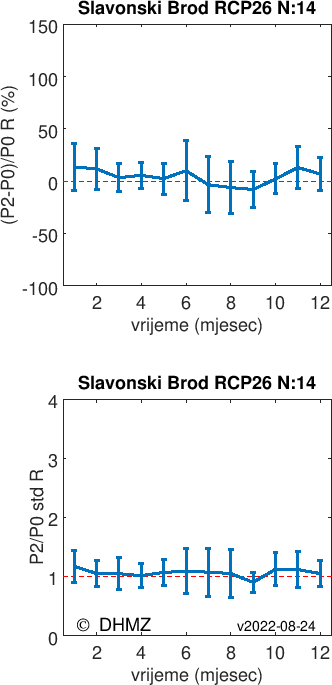 Slavonski Brod RCP26 N:14
150
100
50
0
-50
-100
(P2-P0)/P0 R (%)
2 4 6 8 10 12
vrijeme (mjesec)
Slavonski Brod RCP26 N:14
4
3
2
1
0
P2/P0 std R
© DHMZ v2022-08-24
2 4 6 8 10 12
vrijeme (mjesec)